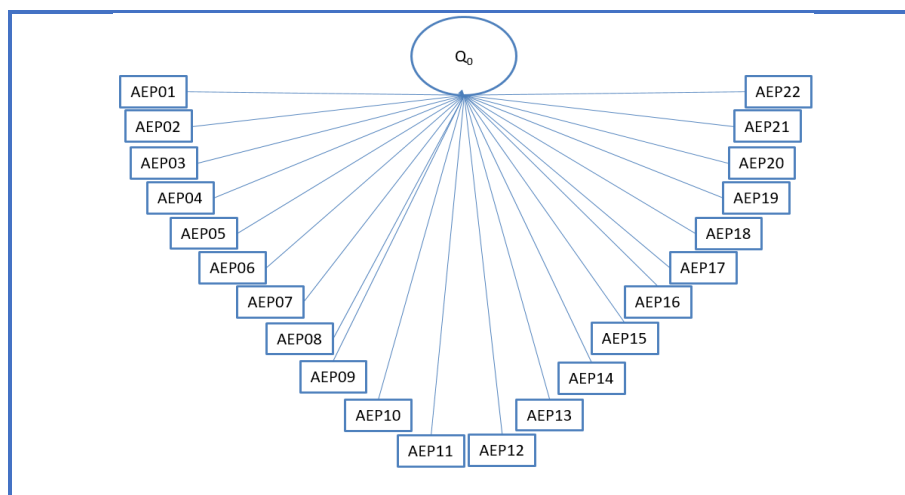 Q₀
AEP01
AEP22
AEP02
AEP21
AEP03
AEP20
AEP04
AEP19
AEP05
AEP18
AEP06
AEP17
AEP07
AEP16
AEP08
AEP15
AEP09
AEP14
AEP10
AEP13
AEP11
AEP12